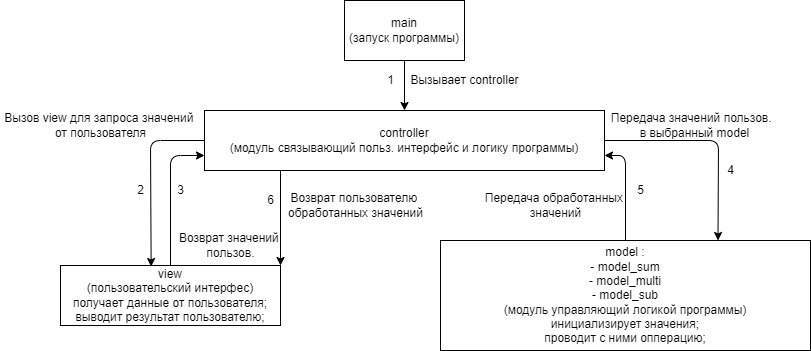 main
(запуск программы)
1
Вызывает controller
Вызов view для запроса значений
от пользователя
controller
(модуль связывающий польз. интерфейс и логику программы)
Передача значений пользов.
в выбранный model
2
3
6
Возврат пользователю
обработанных значений
Передача обработанных
значений
5
4
Возврат значений
пользов.
view
(пользовательский интерфес)
получает данные от пользователя;
выводит результат пользователю;
model :
- model_sum
- model_multi
- model_sub
(модуль управляющий логикой программы)
инициализирует значения;
проводит с ними опперацию;